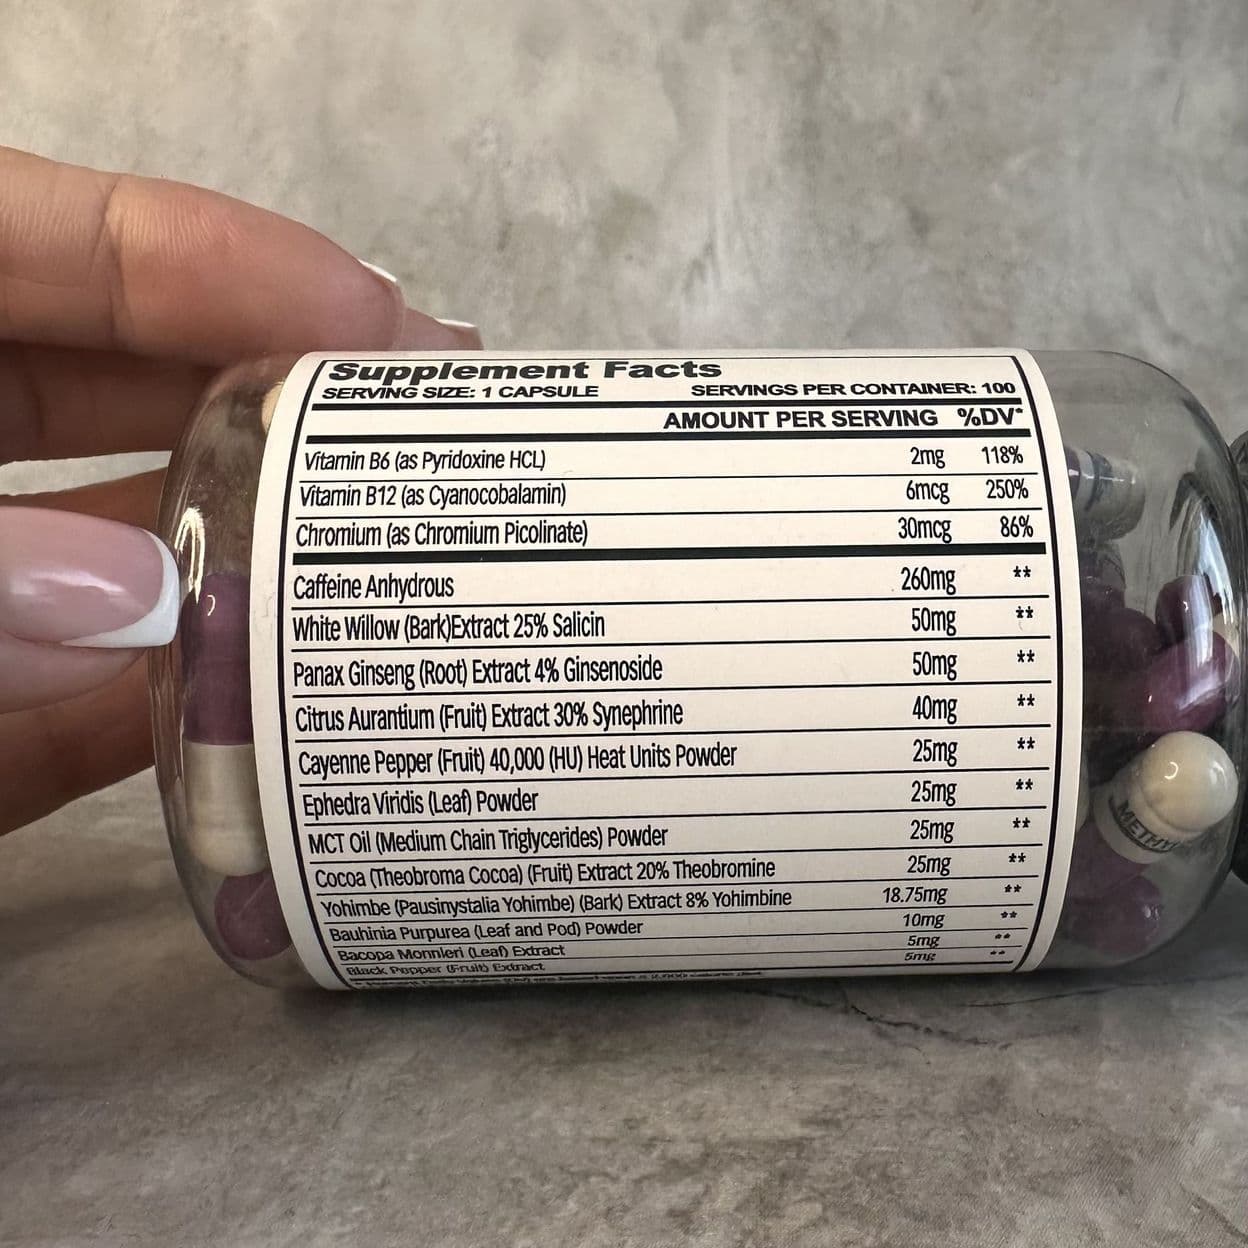 Supplement Facts
SERVING SIZE: 1 CAPSULE SERVINGS PER CONTAINER: 100
AMOUNT PER SERVING %DV*
Vitamin B6 (as Pyridoxine HCL) 2mg 118%
Vitamin B12 (as Cyanocobalamin) 6mcg 250%
Chromium (as Chromium Picolinate) 30mcg 86%
Caffeine Anhydrous 260mg **
White Willow (Bark)Extract 25% Salicin 50mg **
Panax Ginseng (Root) Extract 4% Ginsenoside 50mg **
Citrus Aurantium (Fruit) Extract 30% Synephrine 40mg **
Cayenne Pepper (Fruit) 40,000 (HU) Heat Units Powder 25mg **
Ephedra Viridis (Leaf) Powder 25mg **
MCT Oil (Medium Chain Triglycerides) Powder 25mg **
Cocoa (Theobroma Cocoa) (Fruit) Extract 20% Theobromine 25mg **
Yohimbe (Pausinystalia Yohimbe) (Bark) Extract 8% Yohimbine 18.75mg **
Bauhinia Purpurea (Leaf and Pod) Powder 10mg **
Bacopa Monnleri (Leaf) Extract 5mg **
Black Pepper (Fruit) Extract 5mg **
METHY